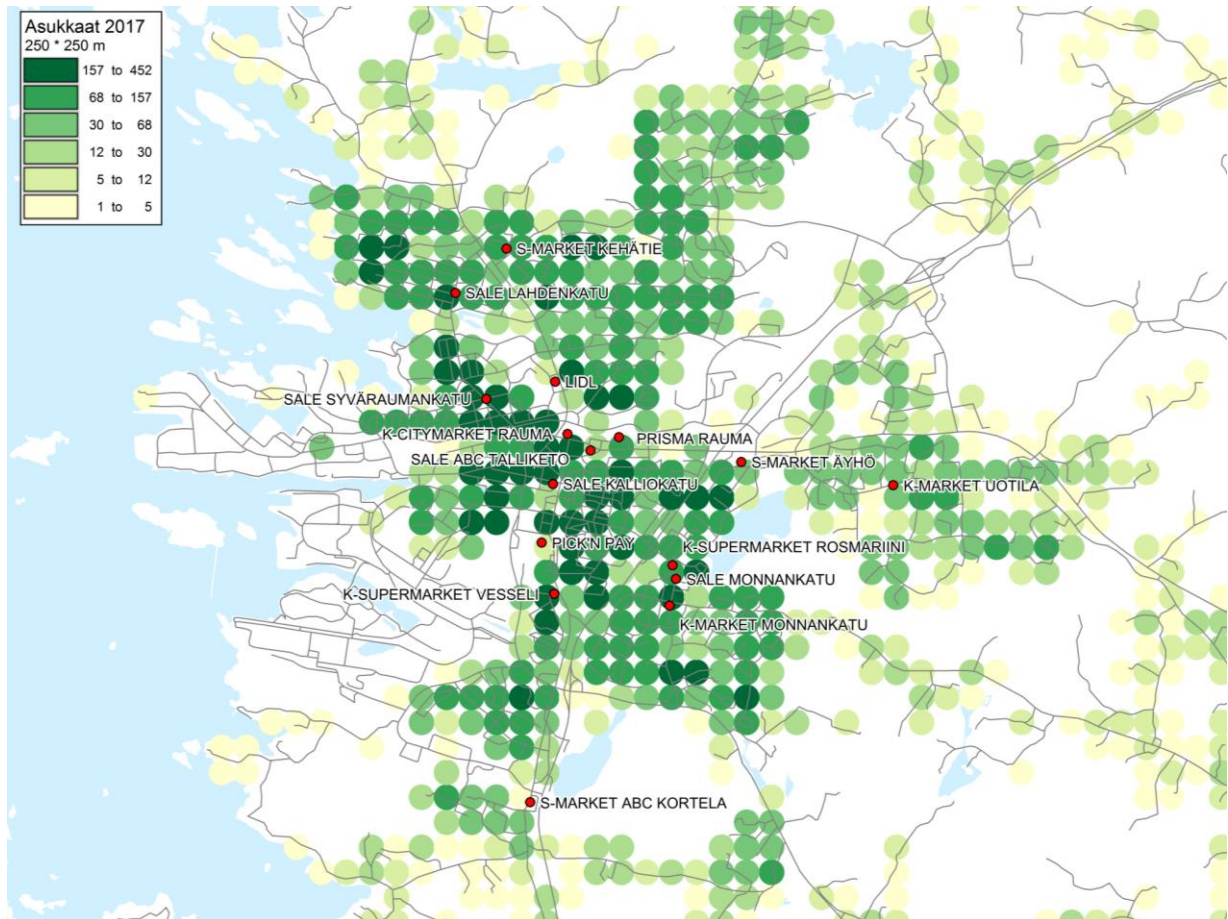 Asukkaat 2017
250 * 250 m
157 to 452
68 to 157
30 to 68
12 to 30
5 to 12
1 to 5
S-MARKET KEHÄTIE
SALE LAHDENKATU
LIDL
SALE SYVÄRAUMANKATU
K-CITYMARKET RAUMA
PRISMA RAUMA
SALE ABC TALLIKETO
S-MARKET ÄYHÖ
SALE KALLIOKATU
K-MARKET UOTILA
PICK'N PAY
K-SUPERMARKET ROSMARIINI
SALE MONNANKATU
K-SUPERMARKET VESSELI
K-MARKET MONNANKATU
S-MARKET ABC KORTELA